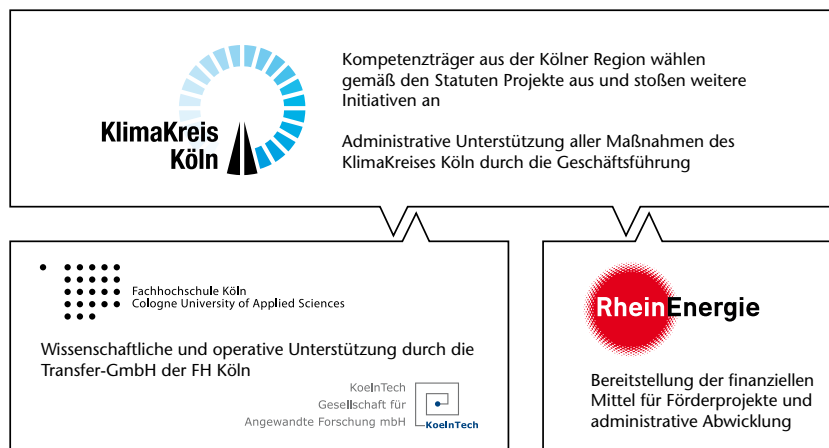 KlimaKreis
Köln
Kompetenzträger aus der Kölner Region wählen
gemäß den Statuten Projekte aus und stoßen weitere
Initiativen an
Administrative Unterstützung aller Maßnahmen des
KlimaKreises Köln durch die Geschäftsführung
Fachhochschule Köln
Cologne University of Applied Sciences
Wissenschaftliche und operative Unterstützung durch die
Transfer-GmbH der FH Köln
KoelnTech
Gesellschaft für
Angewandte Forschung mbH
KoelnTech
RheinEnergie
Bereitstellung der finanziellen
Mittel für Förderprojekte und
administrative Abwicklung